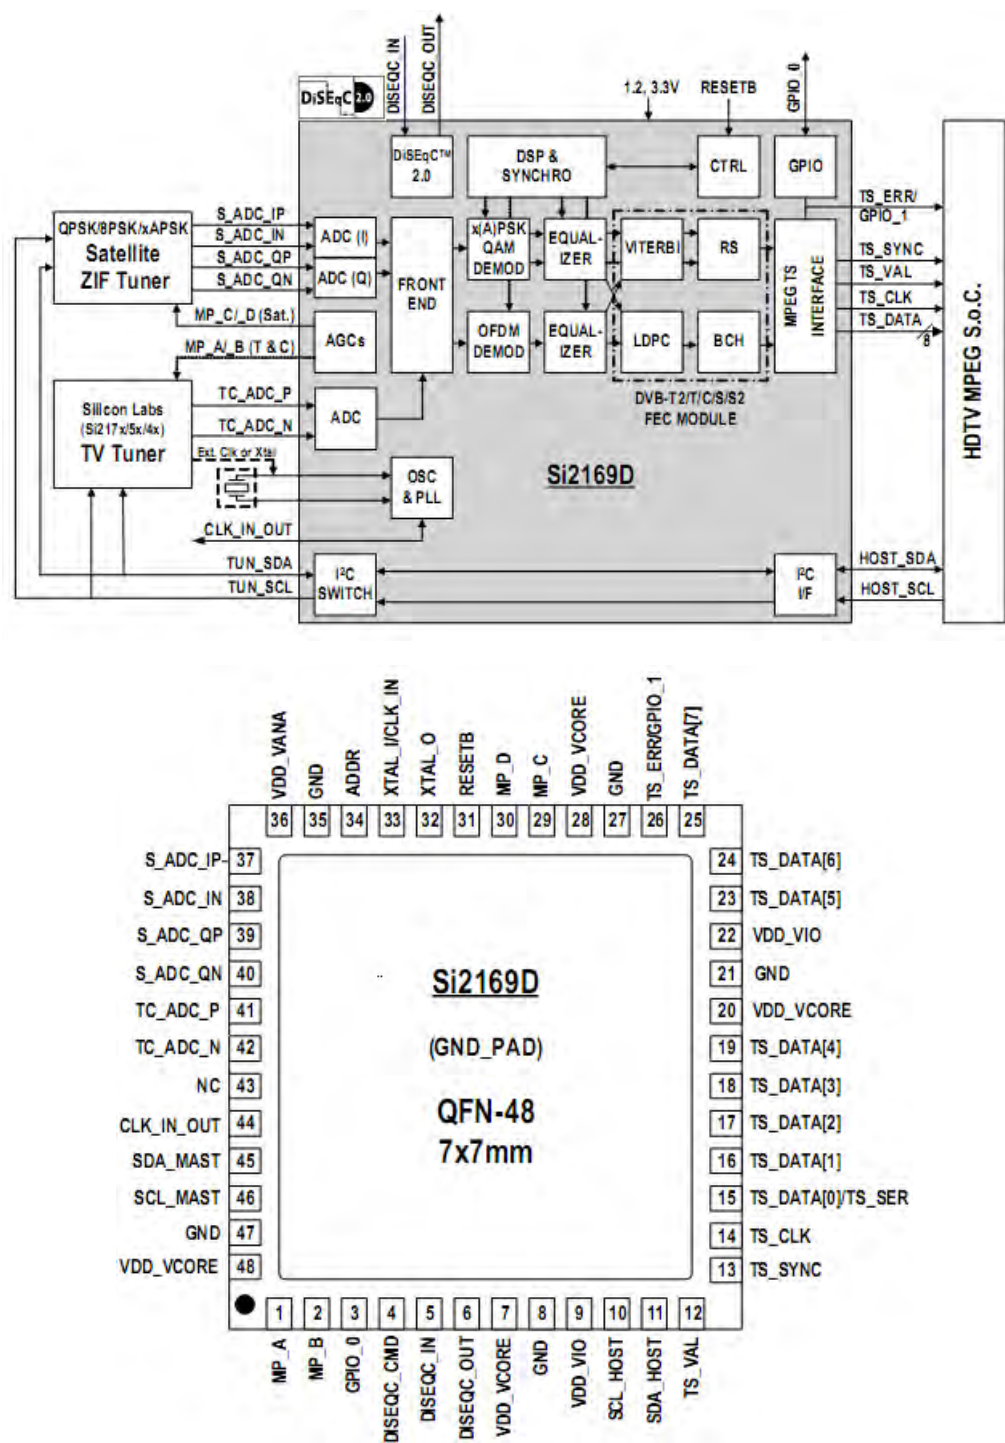 DISEQC_IN
DISEQC_OUT
DiSEqC 2.0
1.2, 3.3V
RESETB
GPIO_0
DiSEqC™
2.0
DSP &
SYNCHRO
CTRL
GPIO
TS_ERR/
GPIO_1
QPSK/8PSK/xAPSK
Satellite
ZIF Tuner
S_ADC_IP
S_ADC_IN
S_ADC_QP
S_ADC_QN
ADC (I)
ADC (Q)
FRONT
END
x(A)PSK
QAM
DEMOD
EQUAL-
IZER
VITERBI
RS
MPEG TS
INTERFACE
TS_SYNC
TS_VAL
TS_CLK
TS_DATA
8
HDTV MPEG S.o.C.
MP_C/_D (Sat.)
MP_A/_B (T & C)
AGCs
OFDM
DEMOD
EQUAL-
IZER
LDPC
BCH
Silicon Labs
(Si217x/5x/4x)
TV Tuner
TC_ADC_P
TC_ADC_N
ADC
DVB-T2/T/C/S/S2
FEC MODULE
Ext. Clk or Xtal
OSC
& PLL
Si2169D
CLK_IN_OUT
TUN_SDA
TUN_SCL
I²C
SWITCH
I²C
I/F
HOST_SDA
HOST_SCL
VDD_VANA
GND
ADDR
XTAL_I/CLK_IN
XTAL_O
RESETB
MP_D
MP_C
VDD_VCORE
GND
TS_ERR/GPIO_1
TS_DATA[7]
36 35 34 33 32 31 30 29 28 27 26 25
S_ADC_IP 37
S_ADC_IN 38
S_ADC_QP 39
S_ADC_QN 40
TC_ADC_P 41
TC_ADC_N 42
NC 43
CLK_IN_OUT 44
SDA_MAST 45
SCL_MAST 46
GND 47
VDD_VCORE 48
Si2169D
(GND_PAD)
QFN-48
7x7mm
24 TS_DATA[6]
23 TS_DATA[5]
22 VDD_VIO
21 GND
20 VDD_VCORE
19 TS_DATA[4]
18 TS_DATA[3]
17 TS_DATA[2]
16 TS_DATA[1]
15 TS_DATA[0]/TS_SER
14 TS_CLK
13 TS_SYNC
1 2 3 4 5 6 7 8 9 10 11 12
MP_A
MP_B
GPIO_0
DISEQC_CMD
DISEQC_IN
DISEQC_OUT
VDD_VCORE
GND
VDD_VIO
SCL_HOST
SDA_HOST
TS_VAL